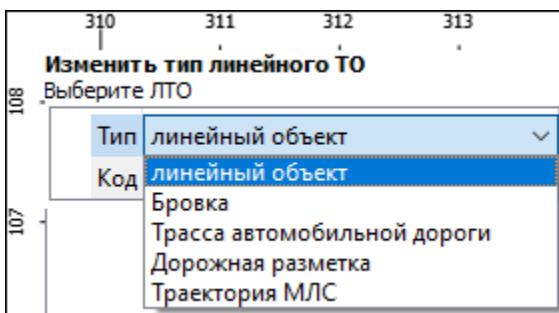 310 311 312 313
Изменить тип линейного ТО
Выберите ЛТО
108
Тип линейный объект
Код линейный объект
Бровка
107
Трасса автомобильной дороги
Дорожная разметка
Траектория МЛС